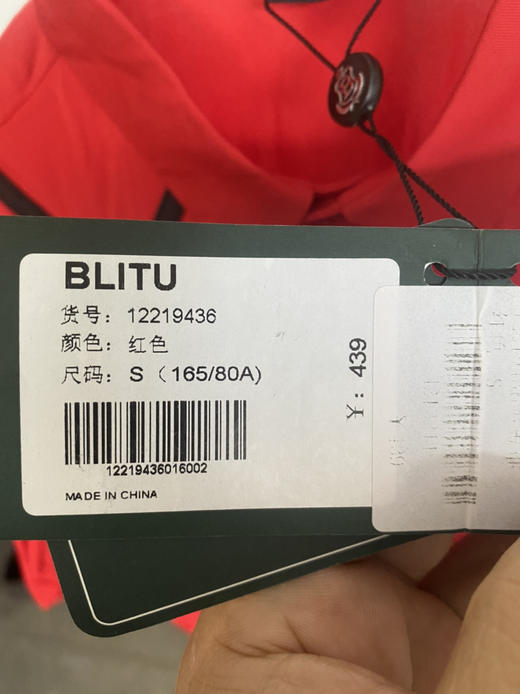 BLITU
货号：12219436
颜色：红色
尺码：S（165/80A)
Y：439
12219436016002
MADE IN CHINA